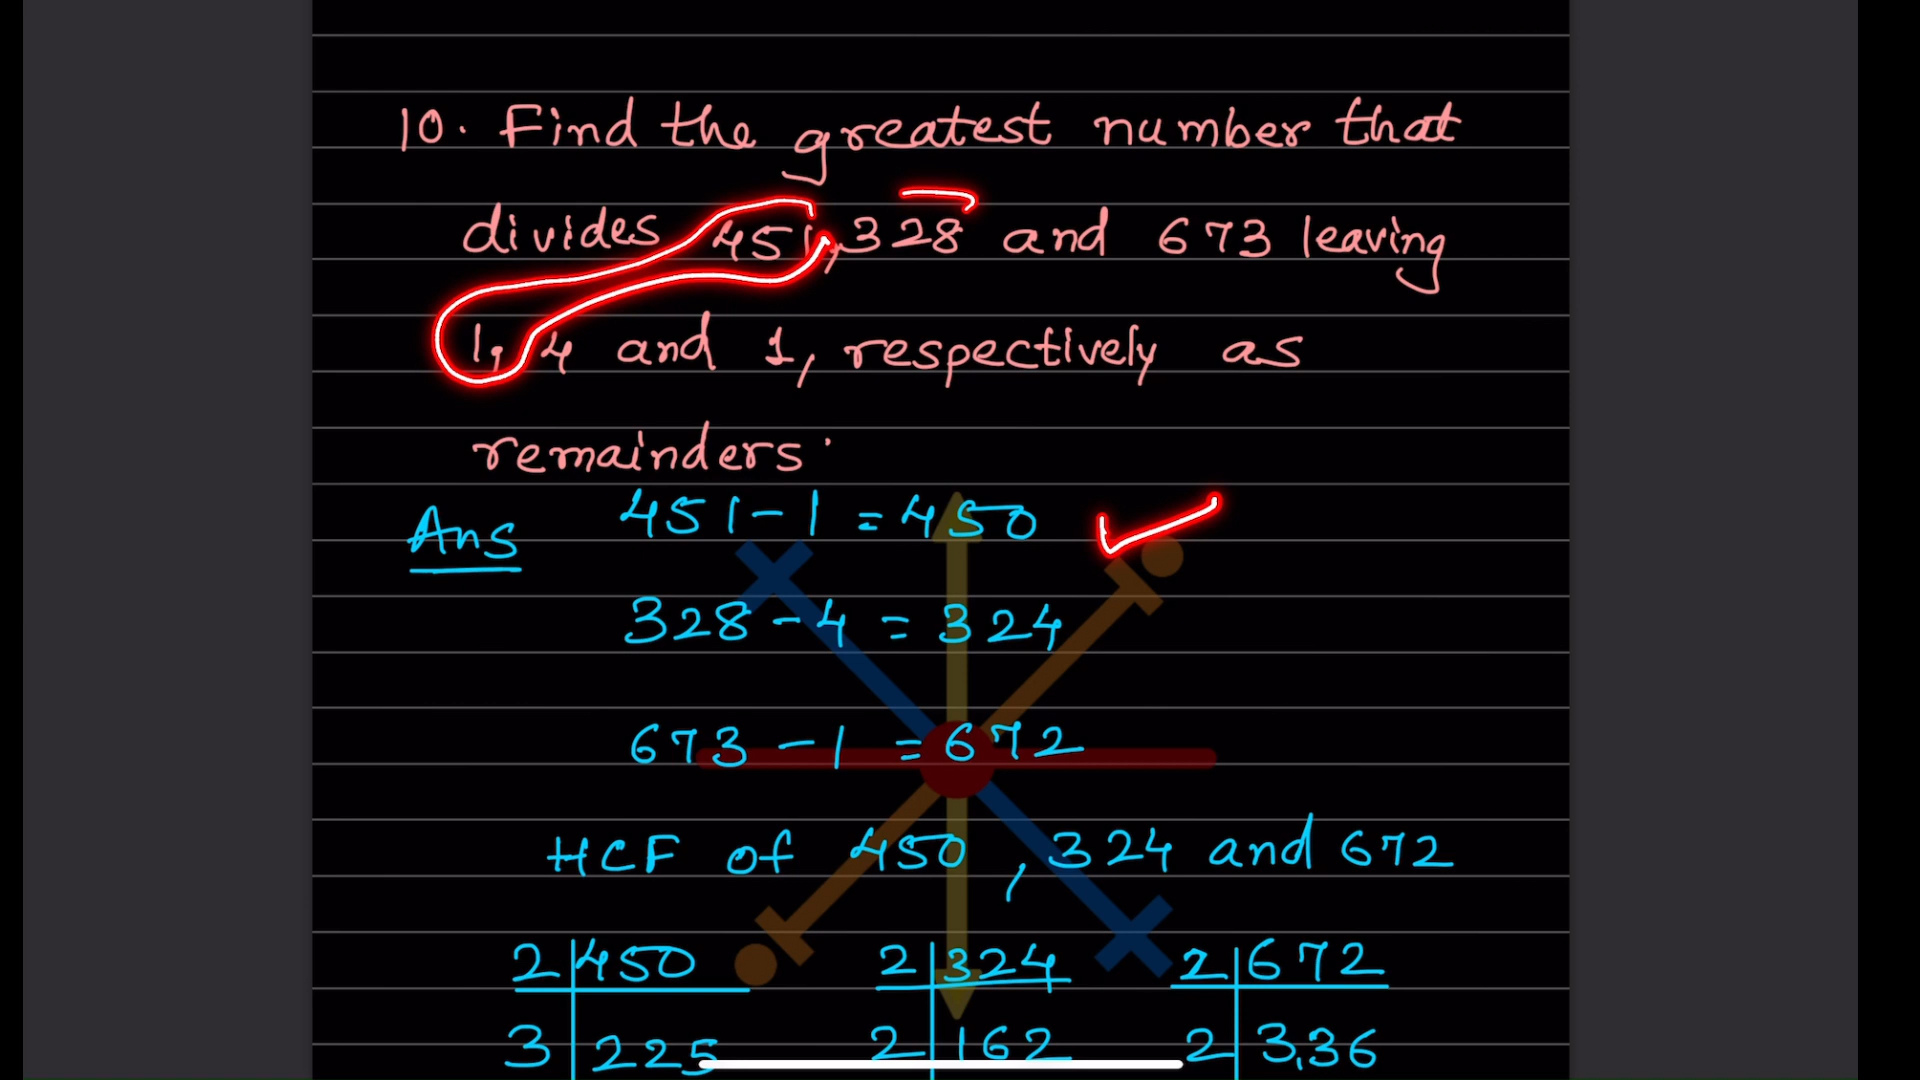 10. Find the greatest number that
divides 451, 328 and 673 leaving
1, 4 and 1, respectively as
remainders.
Ans 451 - 1 = 450
328 - 4 = 324
673 - 1 = 672
HCF of 450, 324 and 672
2 | 450 2 | 324 2 | 672
3 | 225 2 | 162 2 | 336